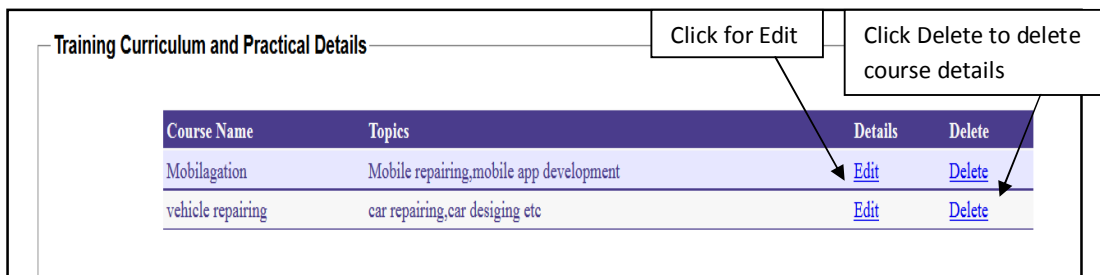 Training Curriculum and Practical Details
Click for Edit
Click Delete to delete
course details
Course Name Topics Details Delete
Mobilagation Mobile repairing,mobile app development Edit Delete
vehicle repairing car repairing,car desiging etc Edit Delete